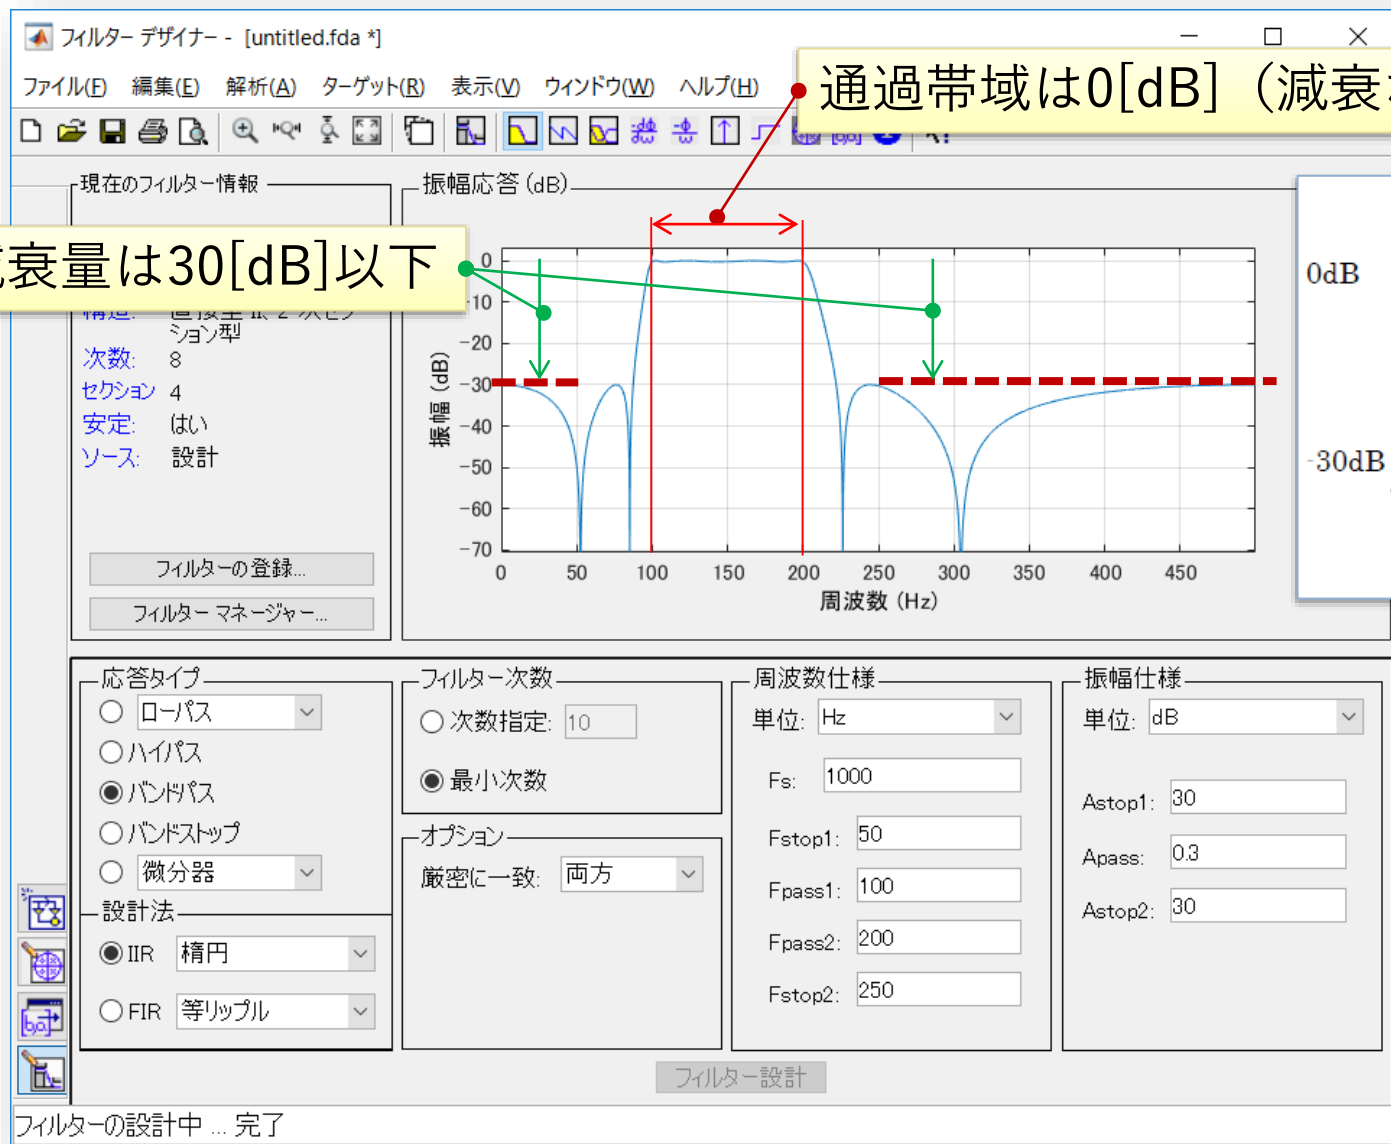 フィルター デザイナー - [untitled.fda *]
ファイル(F) 編集(E) 解析(A) ターゲット(R) 表示(V) ウィンドウ(W) ヘルプ(H)
通過帯域は0[dB]（減衰
現在のフィルター情報
振幅応答 (dB)
衰量は30[dB]以下
構造: 直接型 II、2 次セクション型
次数: 8
セクション 4
安定: はい
ソース: 設計
フィルターの登録...
フィルター マネージャー...
0
-10
-20
-30
-40
-50
-60
-70
振幅 (dB)
0 50 100 150 200 250 300 350 400 450
周波数 (Hz)
0dB
-30dB
応答タイプ
ローパス
ハイパス
バンドパス
バンドストップ
微分器
設計法
IIR 楕円
FIR 等リップル
フィルター次数
次数指定: 10
最小次数
オプション
厳密に一致: 両方
周波数仕様
単位: Hz
Fs: 1000
Fstop1: 50
Fpass1: 100
Fpass2: 200
Fstop2: 250
振幅仕様
単位: dB
Astop1: 30
Apass: 0.3
Astop2: 30
フィルター設計
フィルターの設計中 ... 完了